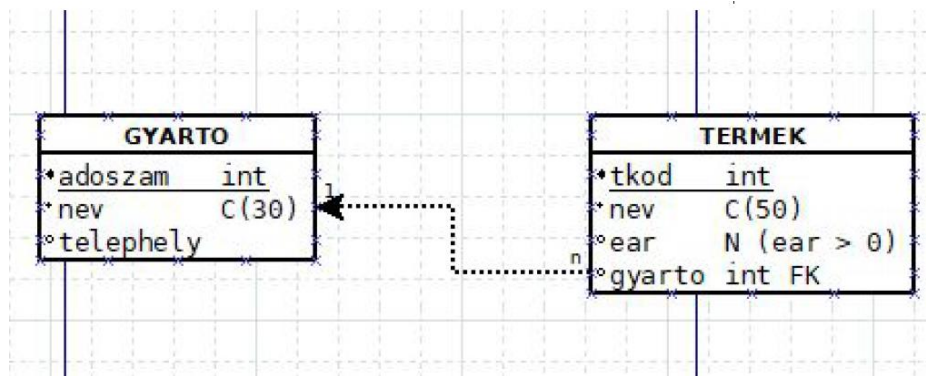 GYARTO
adoszam int
nev C(30)
telephely
1
n
TERMEK
tkod int
nev C(50)
ear N (ear > 0)
gyarto int FK